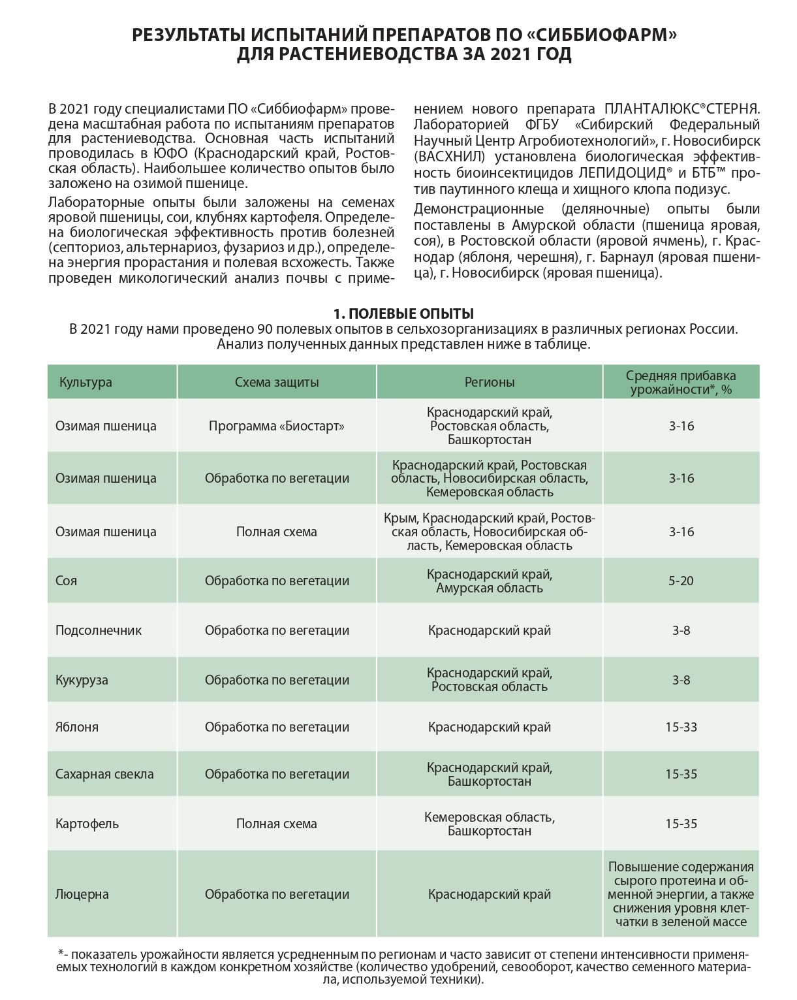 РЕЗУЛЬТАТЫ ИСПЫТАНИЙ ПРЕПАРАТОВ ПО «СИББИОФАРМ»
ДЛЯ РАСТЕНИЕВОДСТВА ЗА 2021 ГОД
В 2021 году специалистами ПО «Сиббиофарм» прове-
дена масштабная работа по испытаниям препаратов
для растениеводства. Основная часть испытаний
проводилась в ЮФО (Краснодарский край, Ростов-
ская область). Наибольшее количество опытов было
заложено на озимой пшенице.
Лабораторные опыты были заложены на семенах
яровой пшеницы, сои, клубнях картофеля. Определе-
на биологическая эффективность против болезней
(септориоз, альтернариоз, фузариоз и др.), определе-
на энергия прорастания и полевая всхожесть. Также
проведен микологический анализ почвы с приме-
нением нового препарата ПЛАНТАЛЮКС®СТЕРНЯ.
Лабораторией ФГБУ «Сибирский Федеральный
Научный Центр Агробиотехнологий», г. Новосибирск
(ВАСХНИЛ) установлена биологическая эффектив-
ность биоинсектицидов ЛЕПИДОЦИД® и БТБ™ про-
тив паутинного клеща и хищного клопа подизус.
Демонстрационные (деляночные) опыты были
поставлены в Амурской области (пшеница яровая,
соя), в Ростовской области (яровой ячмень), г. Крас-
нодар (яблоня, черешня), г. Барнаул (яровая пшени-
ца), г. Новосибирск (яровая пшеница).
1. ПОЛЕВЫЕ ОПЫТЫ
В 2021 году нами проведено 90 полевых опытов в сельхозорганизациях в различных регионах России.
Анализ полученных данных представлен ниже в таблице.
Культура
Схема защиты
Регионы
Средняя прибавка
урожайности*, %
Озимая пшеница
Программа «Биостарт»
Краснодарский край,
Ростовская область,
Башкортостан
3-16
Озимая пшеница
Обработка по вегетации
Краснодарский край, Ростовская
область, Новосибирская область,
Кемеровская область
3-16
Озимая пшеница
Полная схема
Крым, Краснодарский край, Ростов-
ская область, Новосибирская об-
ласть, Кемеровская область
3-16
Соя
Обработка по вегетации
Краснодарский край,
Амурская область
5-20
Подсолнечник
Обработка по вегетации
Краснодарский край
3-8
Кукуруза
Обработка по вегетации
Краснодарский край,
Ростовская область
3-8
Яблоня
Обработка по вегетации
Краснодарский край
15-33
Сахарная свекла
Обработка по вегетации
Краснодарский край,
Башкортостан
15-35
Картофель
Полная схема
Кемеровская область,
Башкортостан
15-35
Люцерна
Обработка по вегетации
Краснодарский край
Повышение содержания
сырого протеина и об-
менной энергии, а также
снижения уровня клет-
чатки в зеленой массе
*- показатель урожайности является усредненным по регионам и часто зависит от степени интенсивности применя-
емых технологий в каждом конкретном хозяйстве (количество удобрений, севооборот, качество семенного материа-
ла, используемой техники).